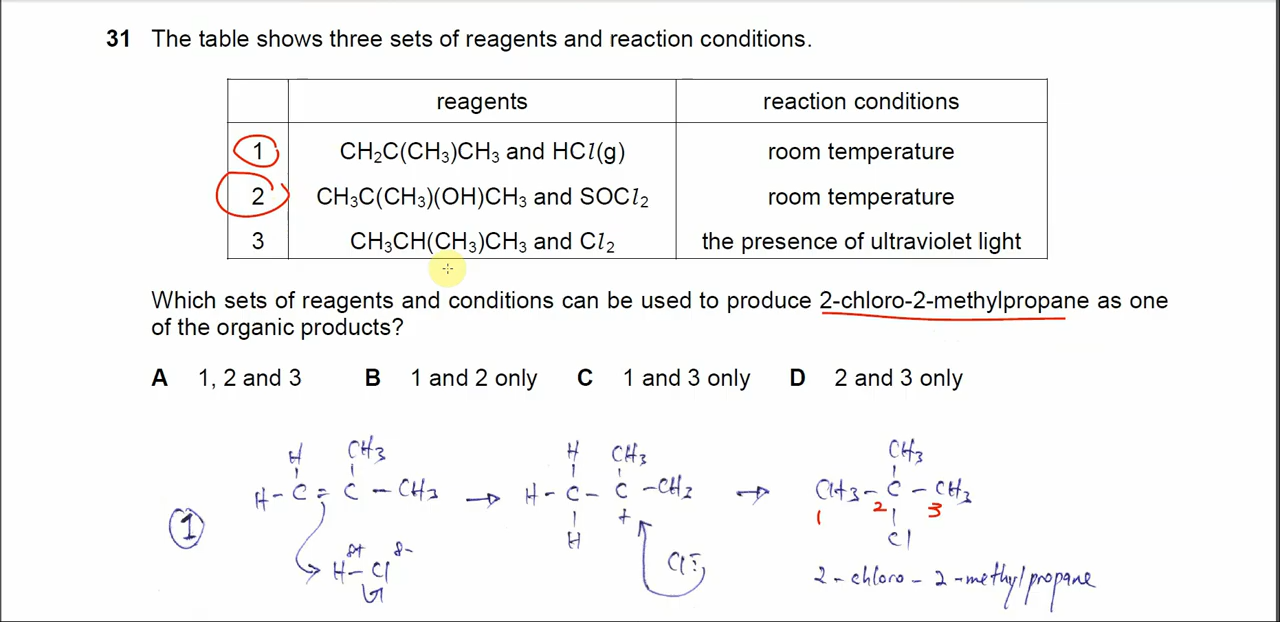 31 The table shows three sets of reagents and reaction conditions.
reagents reaction conditions
1 CH₂C(CH₃)CH₃ and HCl(g) room temperature
2 CH₃C(CH₃)(OH)CH₃ and SOCl₂ room temperature
3 CH₃CH(CH₃)CH₃ and Cl₂ the presence of ultraviolet light
Which sets of reagents and conditions can be used to produce 2-chloro-2-methylpropane as one
of the organic products?
A 1, 2 and 3 B 1 and 2 only C 1 and 3 only D 2 and 3 only
H CH3 H CH3 CH3
H - C = C - CH3 → H - C - C - CH3 → CH3 - C - CH3
1 2 3
1 + Cl
H
δ+ δ-
H - Cl Cl:-
2-chloro-2-methylpropane